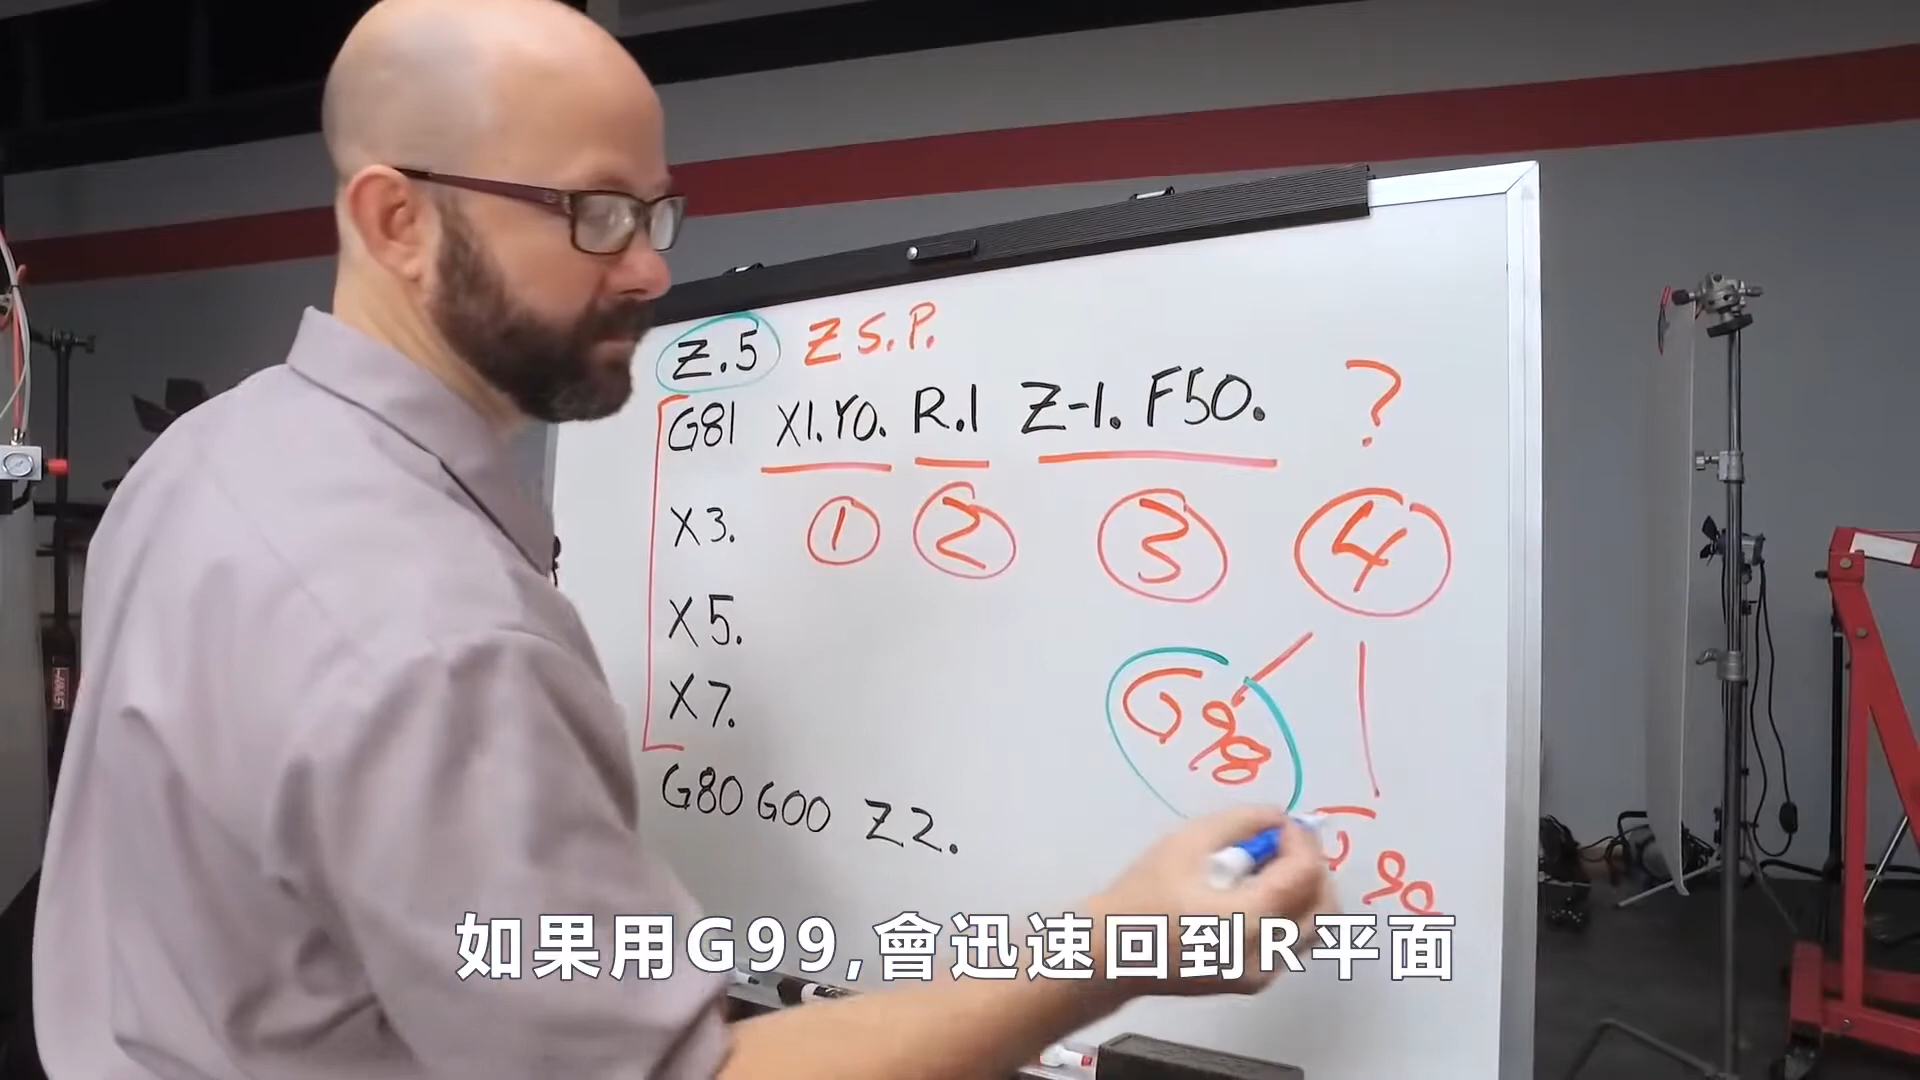 Z.5 Z S.P.
G81 X1.Y0. R.1 Z-1. F50. ?
X3. 1 2 3 4
X5.
X7.
G98
G80 G00 Z2.
如果用G99,會迅速回到R平面